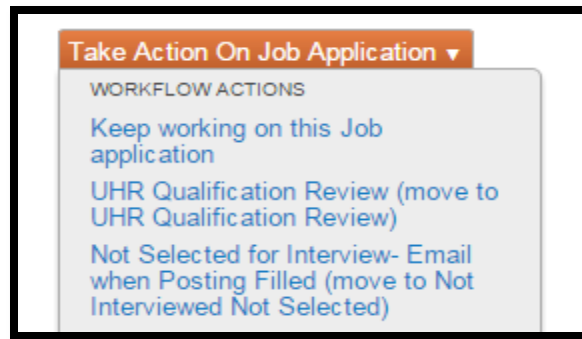 Take Action On Job Application ▾
WORKFLOW ACTIONS
Keep working on this Job
application
UHR Qualification Review (move to
UHR Qualification Review)
Not Selected for Interview- Email
when Posting Filled (move to Not
Interviewed Not Selected)